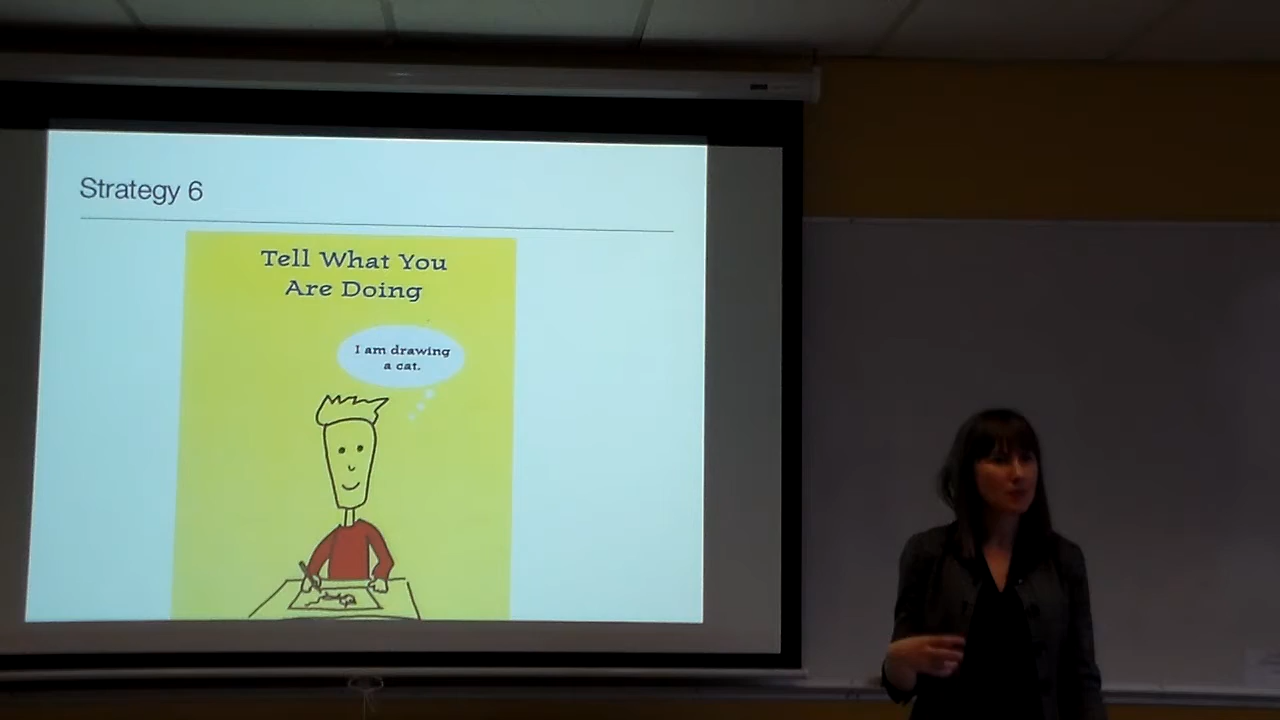 Strategy 6
Tell What You
Are Doing
I am drawing
a cat.